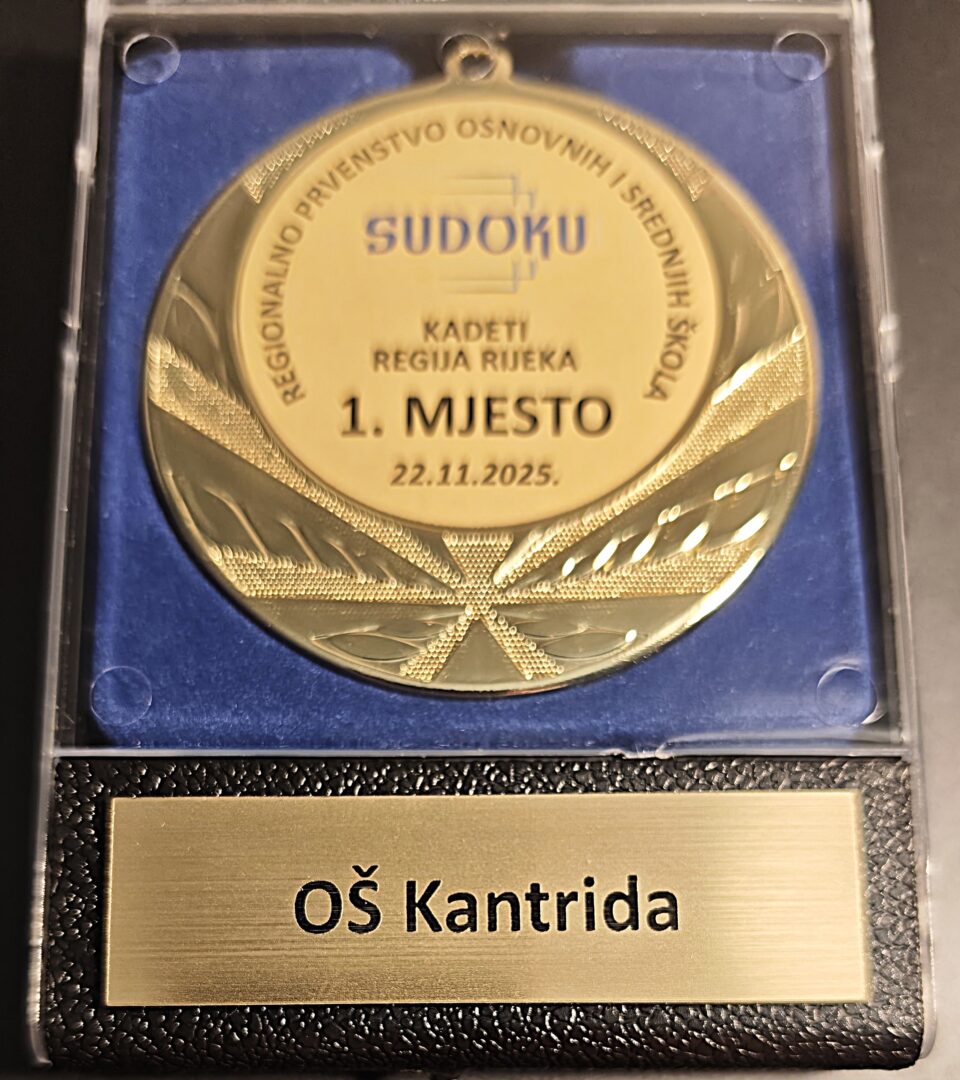 REGIONALNO PRVENSTVO OSNOVNIH I SREDNJIH ŠKOLA
SUDOKU
KADETI
REGIJA RIJEKA
1. MJESTO
22.11.2025.
OŠ Kantrida